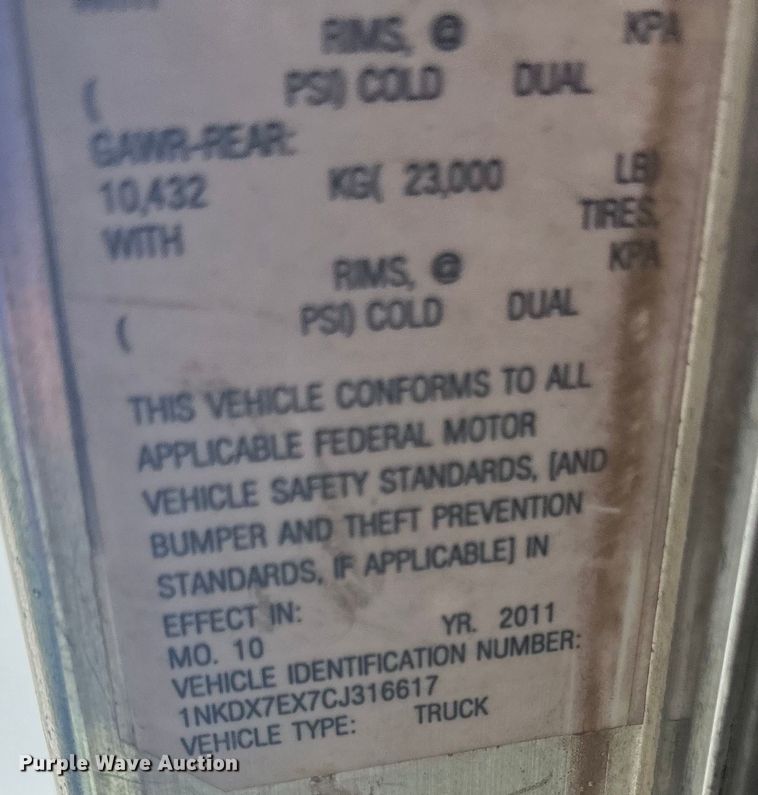 RIMS, @ KPA
( PSI) COLD DUAL
GAWR-REAR:
10,432 KG( 23,000 LB)
WITH TIRES,
RIMS, @ KPA
( PSI) COLD DUAL
THIS VEHICLE CONFORMS TO ALL
APPLICABLE FEDERAL MOTOR
VEHICLE SAFETY STANDARDS, [AND
BUMPER AND THEFT PREVENTION
STANDARDS, IF APPLICABLE] IN
EFFECT IN:
MO. 10 YR. 2011
VEHICLE IDENTIFICATION NUMBER:
1NKDX7EX7CJ316617
VEHICLE TYPE: TRUCK
Purple Wave Auction